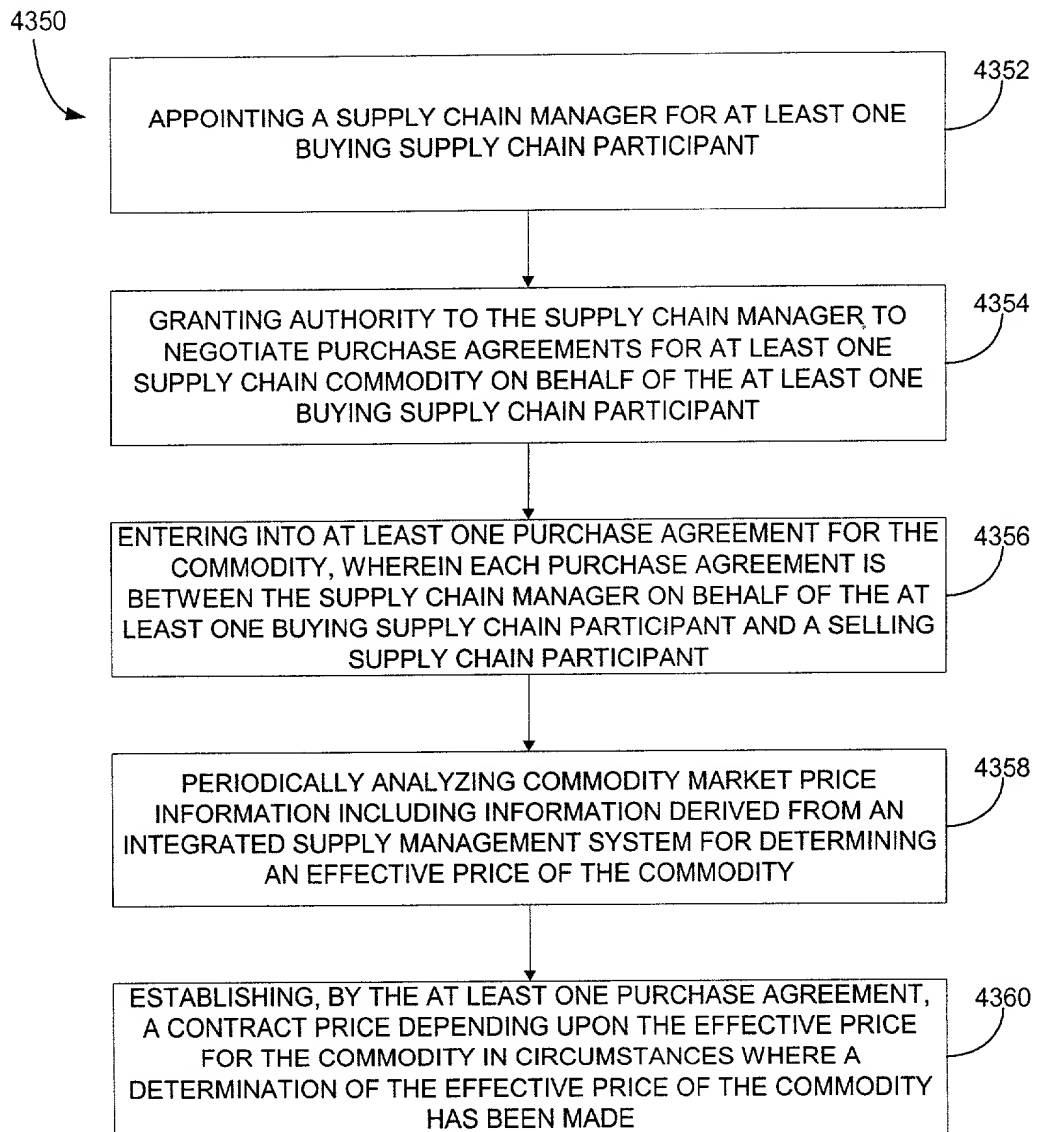 4350
4352
APPOINTING A SUPPLY CHAIN MANAGER FOR AT LEAST ONE
BUYING SUPPLY CHAIN PARTICIPANT
4354
GRANTING AUTHORITY TO THE SUPPLY CHAIN MANAGER TO
NEGOTIATE PURCHASE AGREEMENTS FOR AT LEAST ONE
SUPPLY CHAIN COMMODITY ON BEHALF OF THE AT LEAST ONE
BUYING SUPPLY CHAIN PARTICIPANT
4356
ENTERING INTO AT LEAST ONE PURCHASE AGREEMENT FOR THE
COMMODITY, WHEREIN EACH PURCHASE AGREEMENT IS
BETWEEN THE SUPPLY CHAIN MANAGER ON BEHALF OF THE AT
LEAST ONE BUYING SUPPLY CHAIN PARTICIPANT AND A SELLING
SUPPLY CHAIN PARTICIPANT
4358
PERIODICALLY ANALYZING COMMODITY MARKET PRICE
INFORMATION INCLUDING INFORMATION DERIVED FROM AN
INTEGRATED SUPPLY MANAGEMENT SYSTEM FOR DETERMINING
AN EFFECTIVE PRICE OF THE COMMODITY
4360
ESTABLISHING, BY THE AT LEAST ONE PURCHASE AGREEMENT,
A CONTRACT PRICE DEPENDING UPON THE EFFECTIVE PRICE
FOR THE COMMODITY IN CIRCUMSTANCES WHERE A
DETERMINATION OF THE EFFECTIVE PRICE OF THE COMMODITY
HAS BEEN MADE